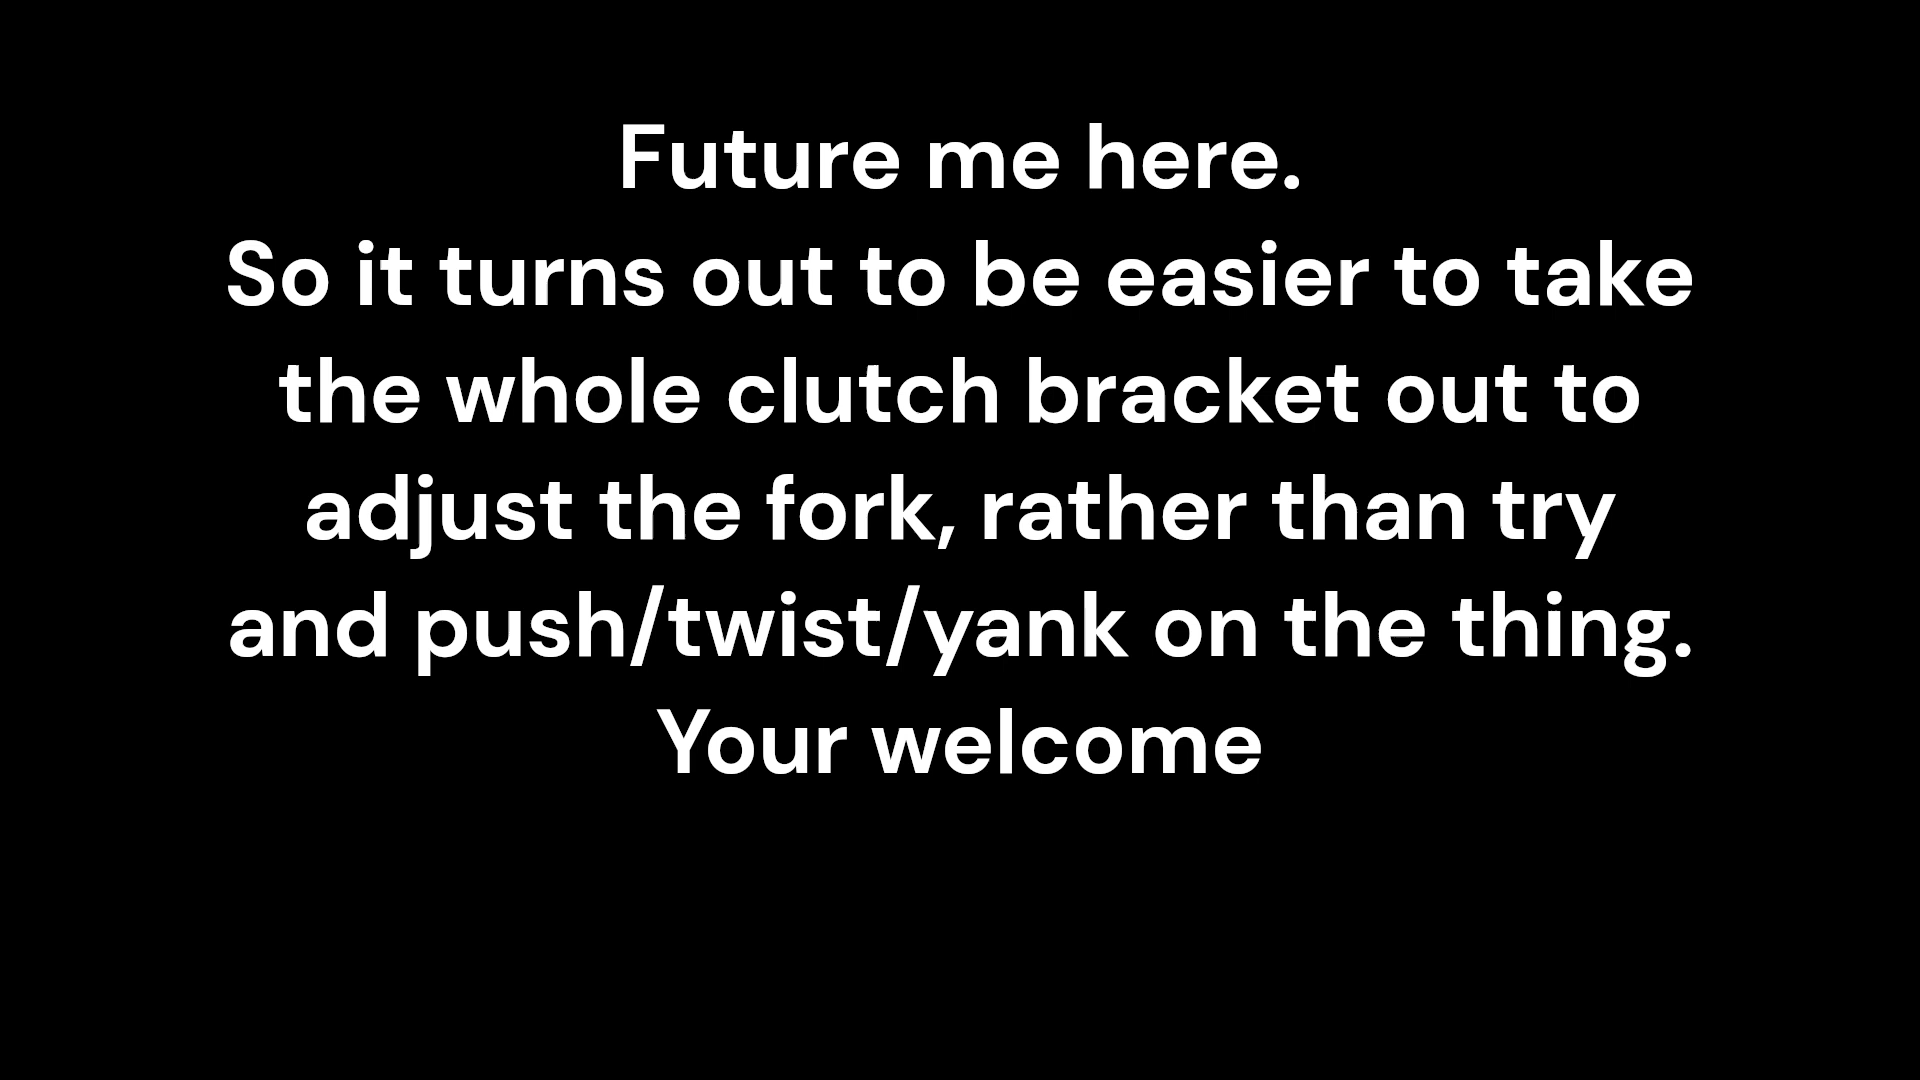 Future me here.
So it turns out to be easier to take
the whole clutch bracket out to
adjust the fork, rather than try
and push/twist/yank on the thing.
Your welcome